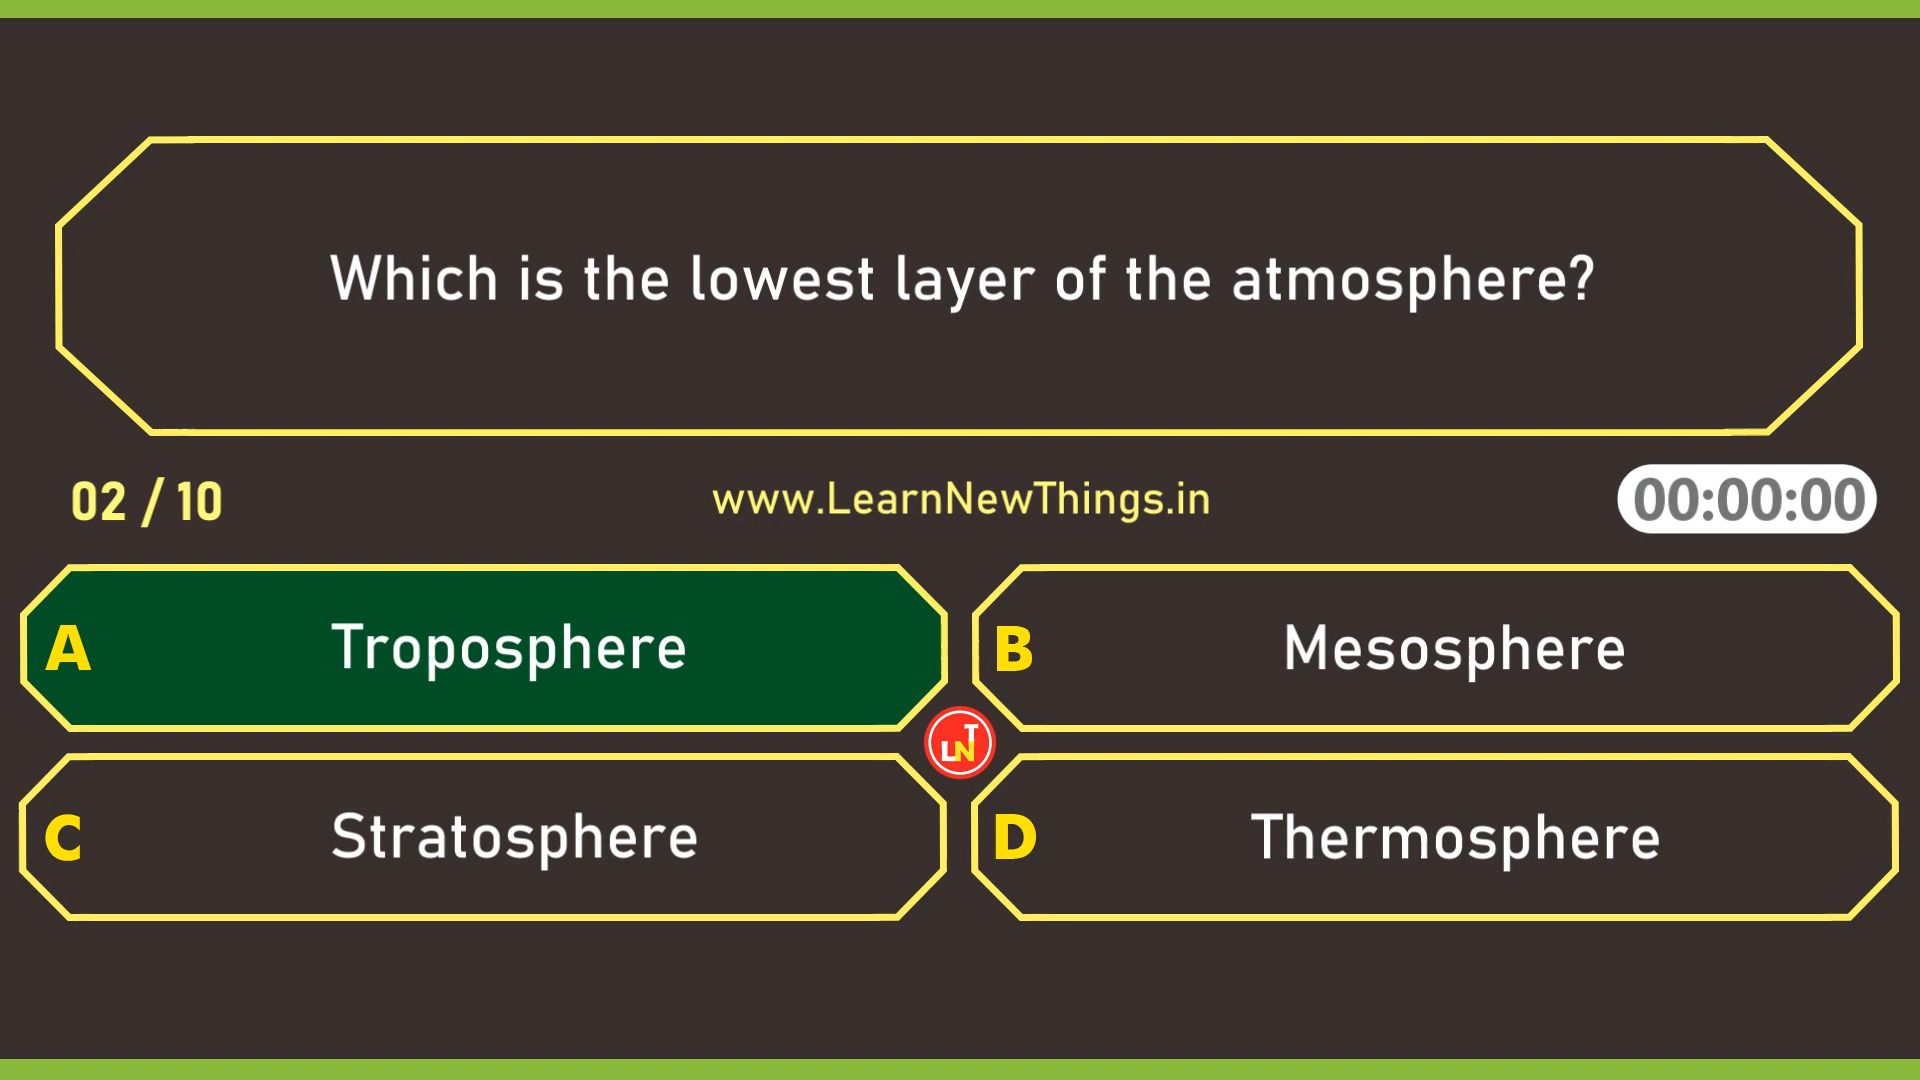 Which is the lowest layer of the atmosphere?
02 / 10
www.LearnNewThings.in
00:00:00
A Troposphere
B Mesosphere
LNT
C Stratosphere
D Thermosphere